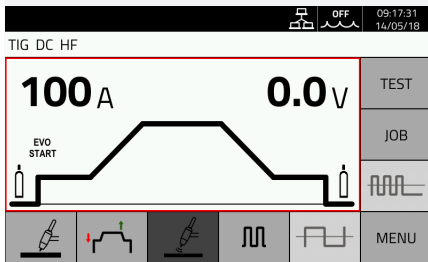 OFF
09:17:31
14/05/18
TIG DC HF
100 A
0.0 V
TEST
EVO
START
JOB
MENU